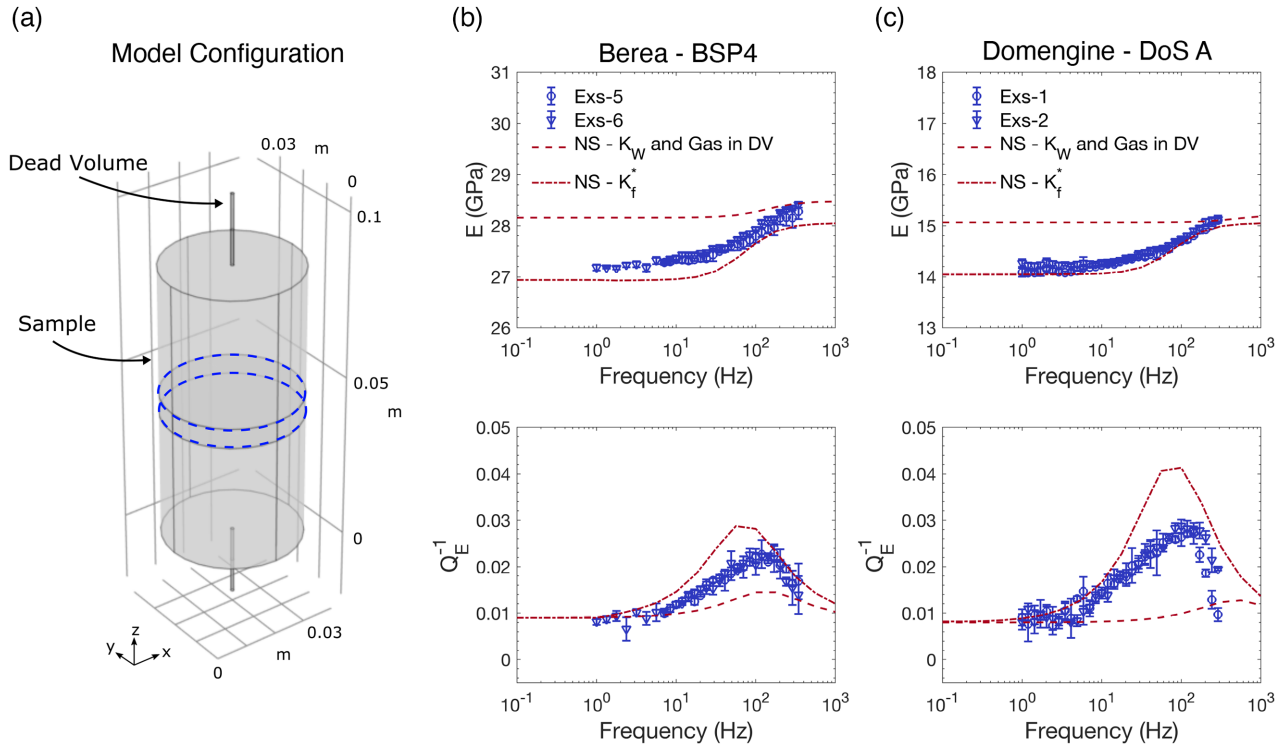 (a)
Model Configuration
Dead Volume
Sample
0.03
m
0
0.1
0.05
m
0
0.03
m
0
z
y
x
(b)
Berea - BSP4
31
30
29
28
27
26
E (GPa)
Exs-5
Exs-6
NS - K_W and Gas in DV
NS - K_f^*
10^-1
10^0
10^1
10^2
10^3
Frequency (Hz)
0.05
0.04
0.03
0.02
0.01
0
Q_E^-1
10^-1
10^0
10^1
10^2
10^3
Frequency (Hz)
(c)
Domengine - DoS A
18
17
16
15
14
13
E (GPa)
Exs-1
Exs-2
NS - K_W and Gas in DV
NS - K_f^*
10^-1
10^0
10^1
10^2
10^3
Frequency (Hz)
0.05
0.04
0.03
0.02
0.01
0
Q_E^-1
10^-1
10^0
10^1
10^2
10^3
Frequency (Hz)